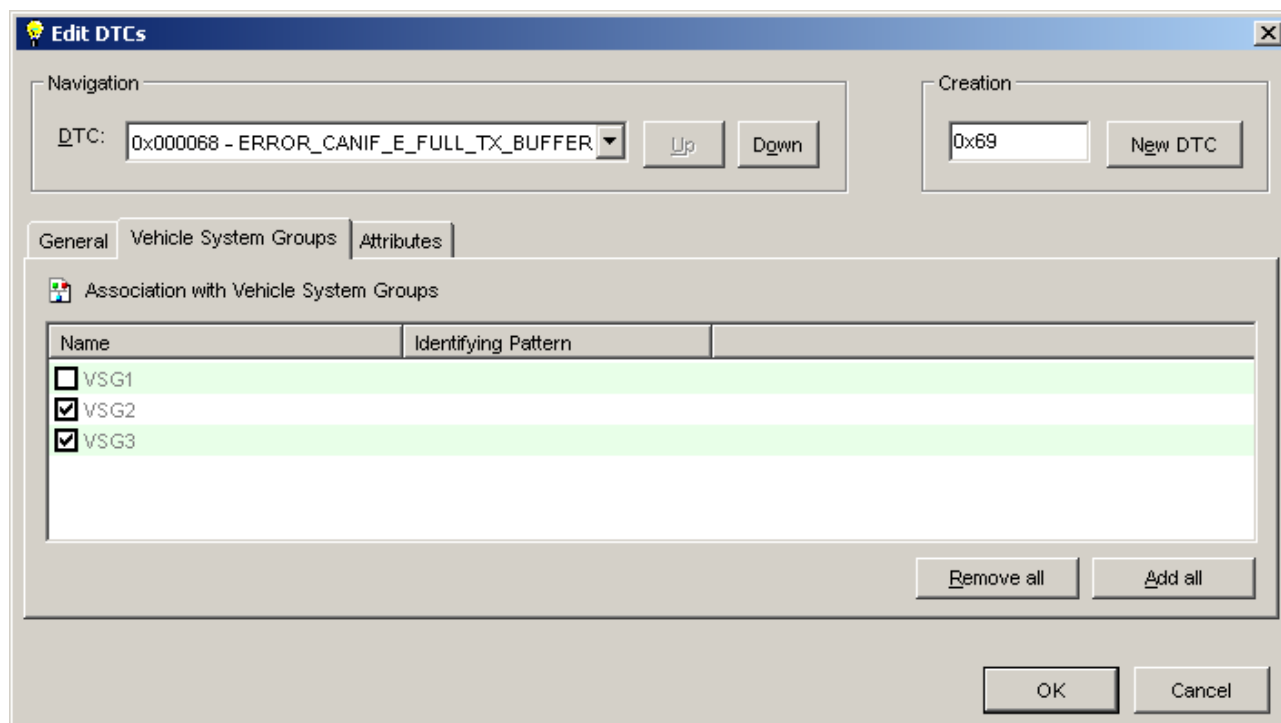 Edit DTCs
Navigation
DTC: 0x000068 - ERROR_CANIF_E_FULL_TX_BUFFER Up Down
Creation
0x69 New DTC
General Vehicle System Groups Attributes
Association with Vehicle System Groups
Name Identifying Pattern
VSG1
VSG2
VSG3
Remove all Add all
OK Cancel